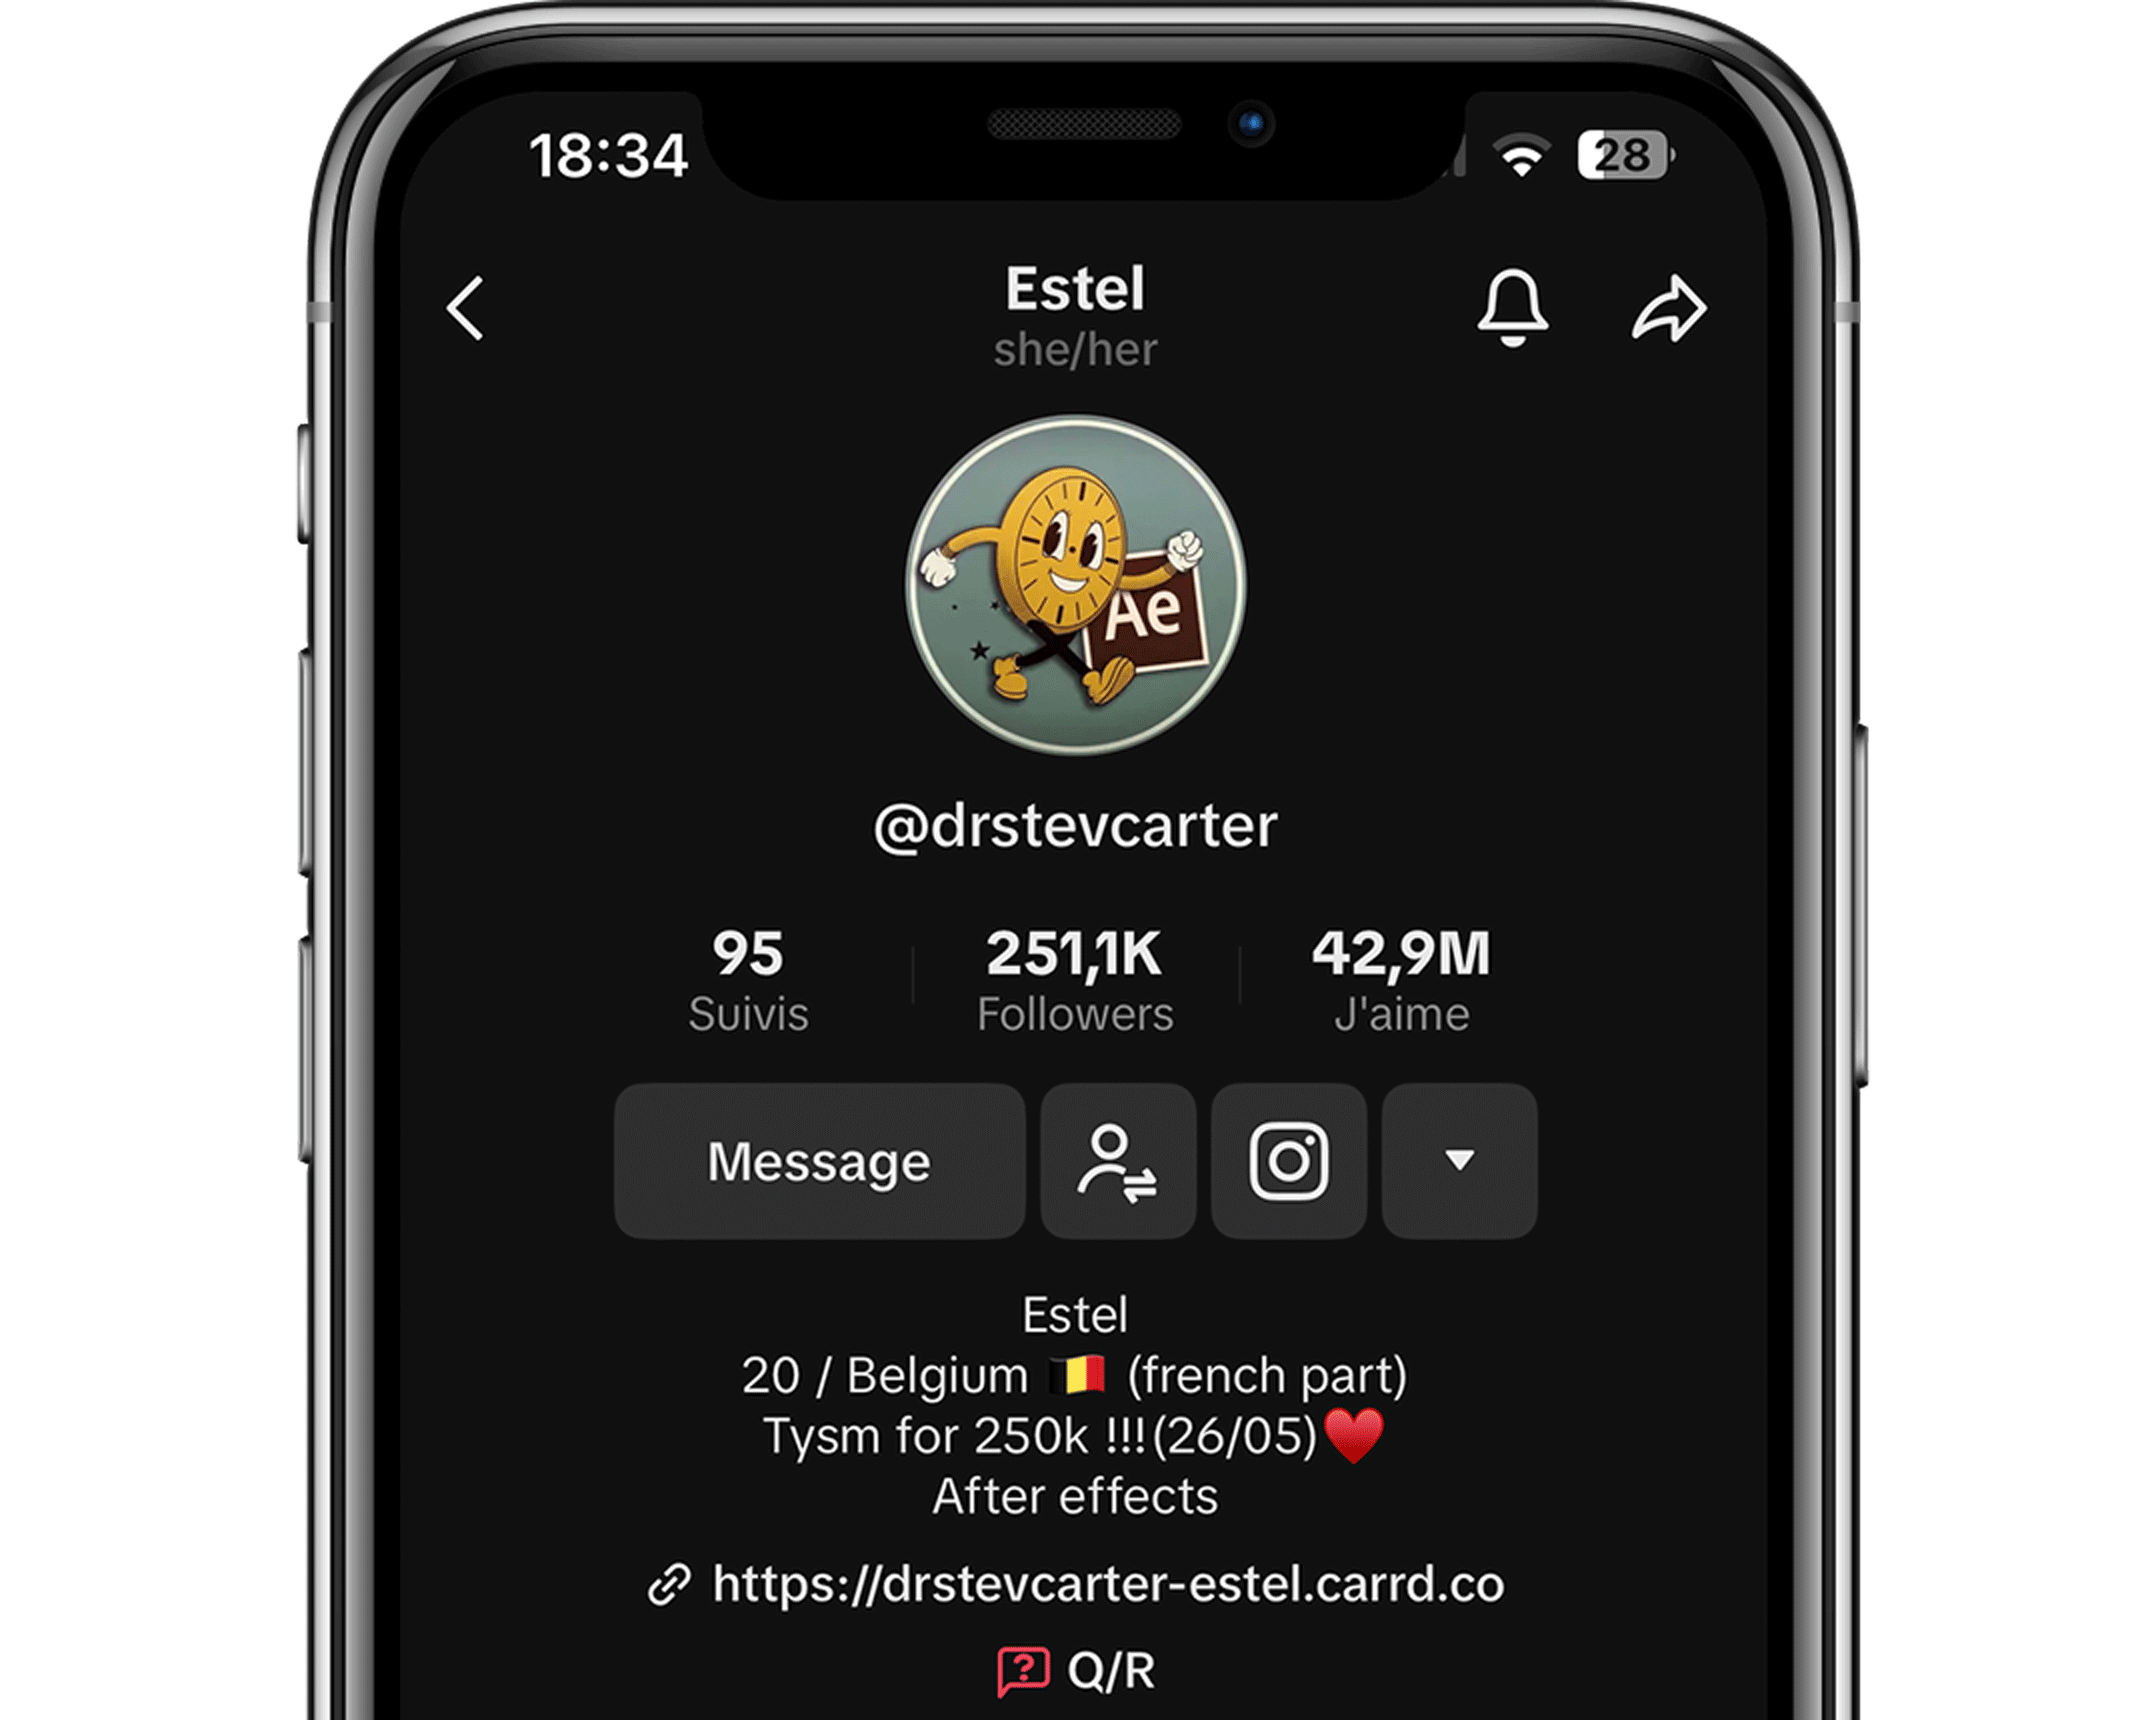 18:34 28
Estel
she/her
Ae
@drstevcarter
95 251,1K 42,9M
Suivis Followers J'aime
Message
Estel
20 / Belgium 🇧🇪 (french part)
Tysm for 250k !!!(26/05)♥️
After effects
https://drstevcarter-estel.carrd.co
Q/R